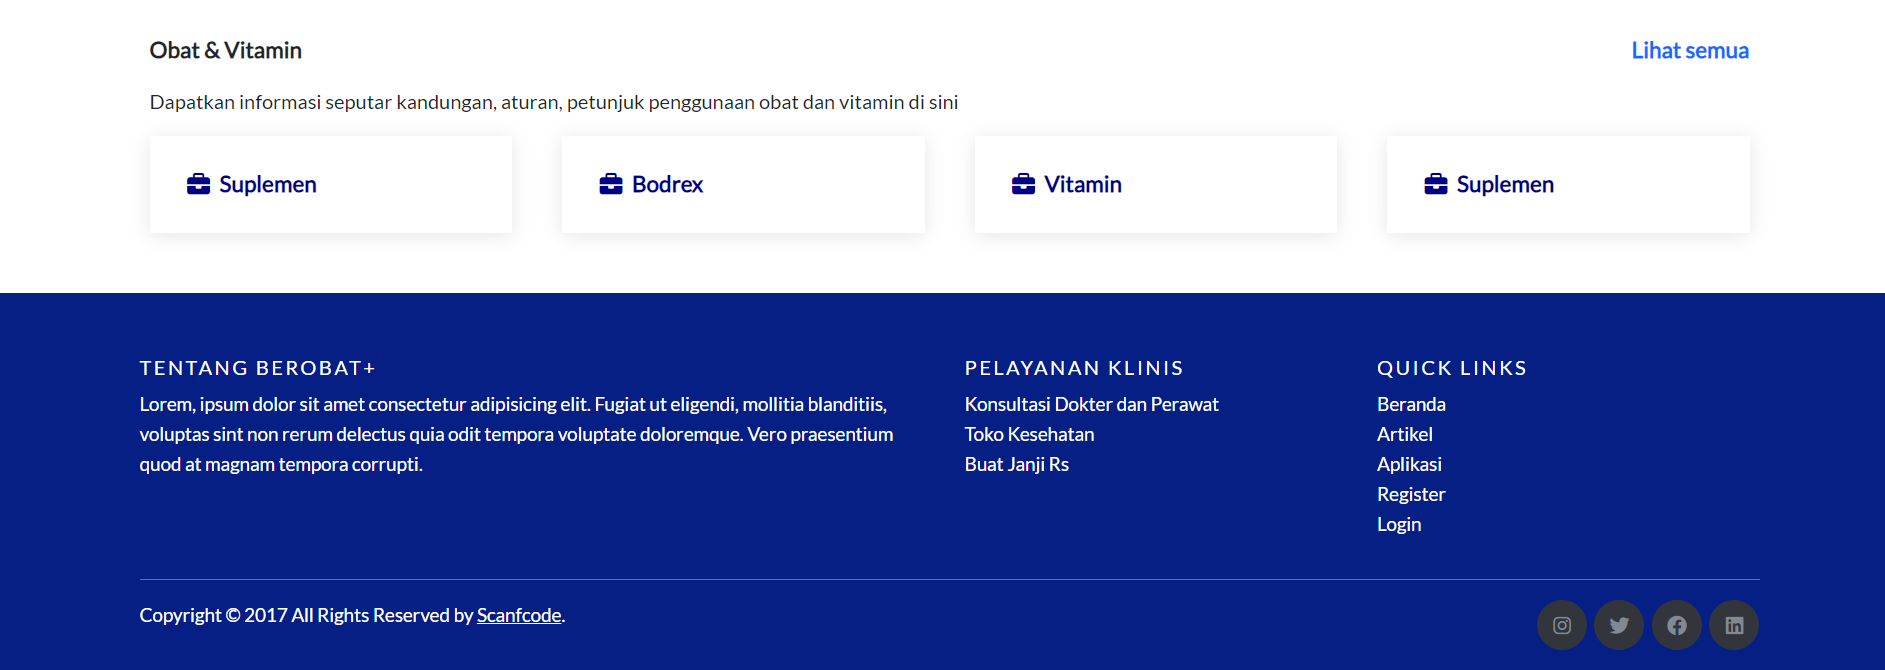 Obat & Vitamin
Lihat semua
Dapatkan informasi seputar kandungan, aturan, petunjuk penggunaan obat dan vitamin di sini
Suplemen
Bodrex
Vitamin
Suplemen
TENTANG BEROBAT+
Lorem, ipsum dolor sit amet consectetur adipisicing elit. Fugiat ut eligendi, mollitia blanditiis,
voluptas sint non rerum delectus quia odit tempora voluptate doloremque. Vero praesentium
quod at magnam tempora corrupti.
PELAYANAN KLINIS
Konsultasi Dokter dan Perawat
Toko Kesehatan
Buat Janji Rs
QUICK LINKS
Beranda
Artikel
Aplikasi
Register
Login
Copyright © 2017 All Rights Reserved by Scanfcode.